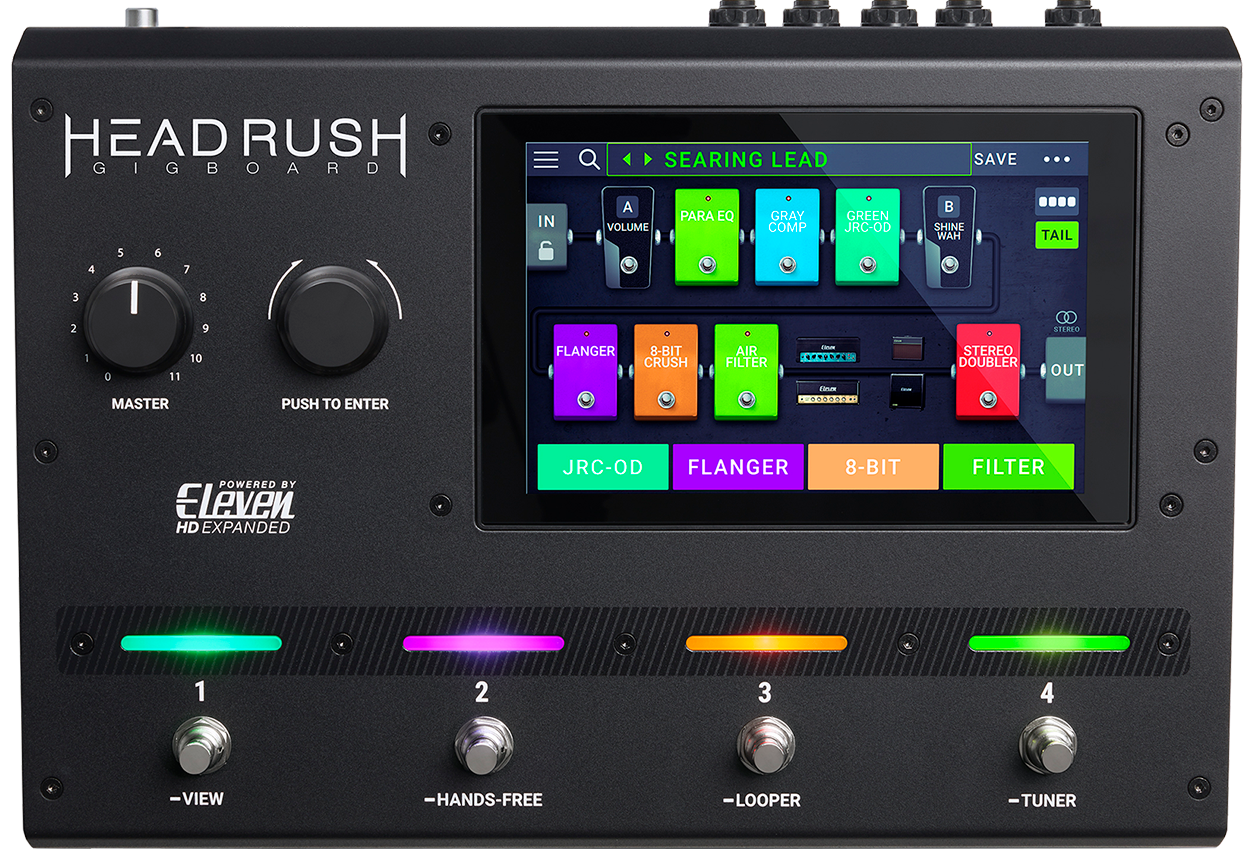 HEADRUSH
GIGBOARD
5
6
4
7
3
8
2
9
1
10
0
11
MASTER
PUSH TO ENTER
POWERED BY
Eleven
HD EXPANDED
SEARING LEAD
SAVE
IN
A
VOLUME
PARA EQ
GRAY
COMP
GREEN
JRC-OD
B
SHINE
WAH
TAIL
STEREO
FLANGER
8-BIT
CRUSH
AIR
FILTER
Eleven
Eleven
STEREO
DOUBLER
OUT
JRC-OD
FLANGER
8-BIT
FILTER
1
2
3
4
–VIEW
–HANDS-FREE
–LOOPER
–TUNER